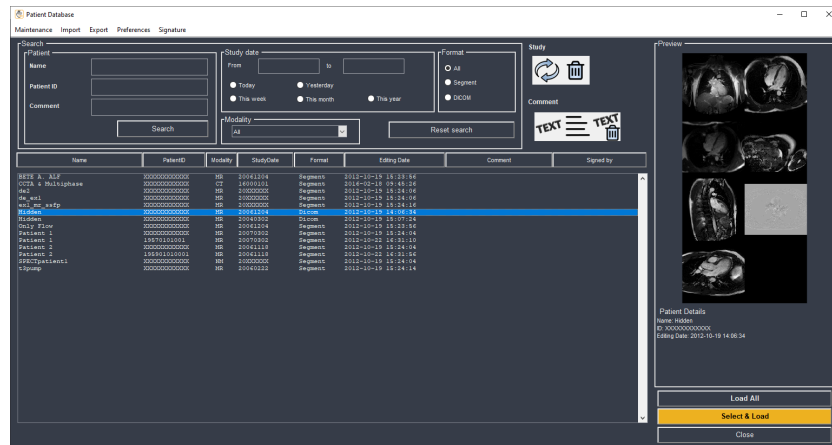 Patient Database
Maintenance Import Export Preferences Signature
Search
Patient
Name
Patient ID
Comment
Search
Study date
From to
Today Yesterday
This week This month This year
Modality
All
Format
All
Segment
DICOM
Reset search
Study
Comment
TEXT TEXT
Preview
Name PatientID Modality StudyDate Format Editing Date Comment Signed by
BETE A. ALF XXXXXXXXXXXX MR 20061204 Segment 2012-10-19 15:23:56
CCTA & Multiphase XXXXXXXXXXXX CT 16000101 Segment 2016-02-18 09:45:26
de2 XXXXXXXXXXXX MR 20XXXXXX Segment 2012-10-19 15:24:06
de_ex1 XXXXXXXXXXXX MR 20XXXXXX Segment 2012-10-19 15:24:06
ex1_mr_ssfp XXXXXXXXXXXX MR 20XXXXXX Segment 2012-10-19 15:24:16
Hidden XXXXXXXXXXXX MR 20061204 Dicom 2012-10-19 14:06:34
Hidden XXXXXXXXXXXX MR 20040302 Dicom 2012-10-19 15:07:24
Only Flow XXXXXXXXXXXX MR 20061204 Segment 2012-10-19 15:23:56
Patient 1 XXXXXXXXXXXX MR 20070302 Segment 2012-10-19 15:24:04
Patient 1 19570101001 MR 20070302 Segment 2012-10-22 16:31:10
Patient 2 XXXXXXXXXXXX MR 20061118 Segment 2012-10-19 15:24:04
Patient 2 195901010001 MR 20061118 Segment 2012-10-22 16:31:56
SPECTpatient1 XXXXXXXXXXXX NM 20XXXXXX Segment 2012-10-19 15:24:04
t3pump XXXXXXXXXXXX MR 20060222 Segment 2012-10-19 15:24:14
Patient Details
Name: Hidden
ID: XXXXXXXXXXXX
Editing Date: 2012-10-19 14:06:34
Load All
Select & Load
Close